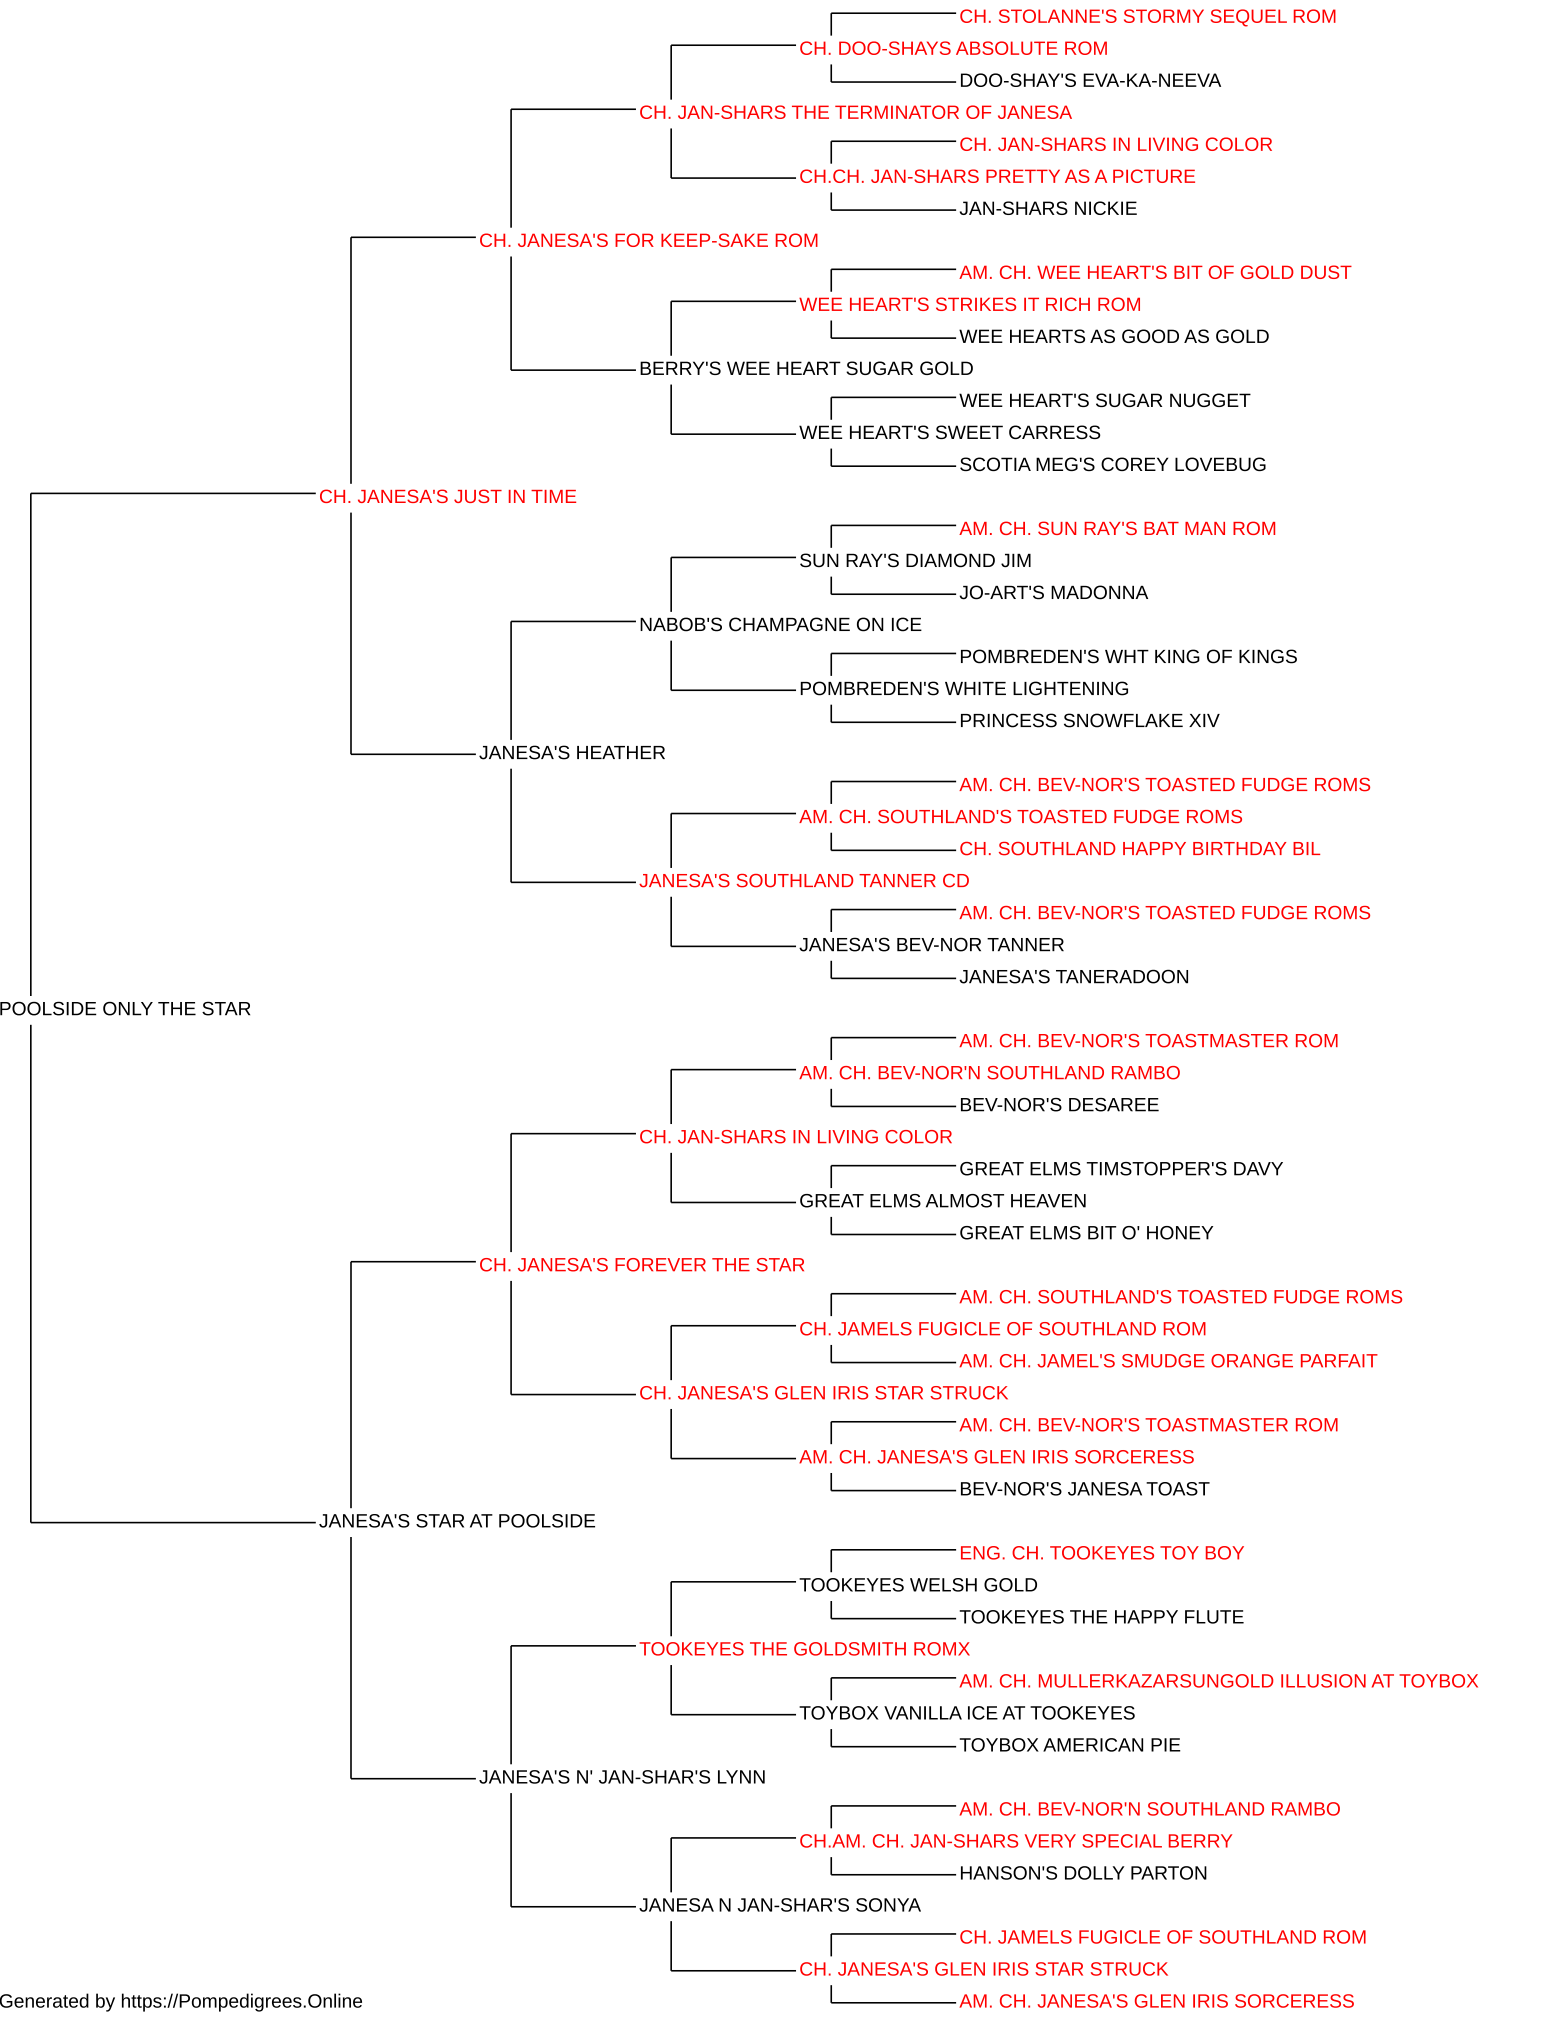 CH. STOLANNE'S STORMY SEQUEL ROM
CH. DOO-SHAYS ABSOLUTE ROM
DOO-SHAY'S EVA-KA-NEEVA
CH. JAN-SHARS THE TERMINATOR OF JANESA
CH. JAN-SHARS IN LIVING COLOR
CH.CH. JAN-SHARS PRETTY AS A PICTURE
JAN-SHARS NICKIE
CH. JANESA'S FOR KEEP-SAKE ROM
AM. CH. WEE HEART'S BIT OF GOLD DUST
WEE HEART'S STRIKES IT RICH ROM
WEE HEARTS AS GOOD AS GOLD
BERRY'S WEE HEART SUGAR GOLD
WEE HEART'S SUGAR NUGGET
WEE HEART'S SWEET CARRESS
SCOTIA MEG'S COREY LOVEBUG
CH. JANESA'S JUST IN TIME
AM. CH. SUN RAY'S BAT MAN ROM
SUN RAY'S DIAMOND JIM
JO-ART'S MADONNA
NABOB'S CHAMPAGNE ON ICE
POMBREDEN'S WHT KING OF KINGS
POMBREDEN'S WHITE LIGHTENING
PRINCESS SNOWFLAKE XIV
JANESA'S HEATHER
AM. CH. BEV-NOR'S TOASTED FUDGE ROMS
AM. CH. SOUTHLAND'S TOASTED FUDGE ROMS
CH. SOUTHLAND HAPPY BIRTHDAY BIL
JANESA'S SOUTHLAND TANNER CD
AM. CH. BEV-NOR'S TOASTED FUDGE ROMS
JANESA'S BEV-NOR TANNER
JANESA'S TANERADOON
POOLSIDE ONLY THE STAR
AM. CH. BEV-NOR'S TOASTMASTER ROM
AM. CH. BEV-NOR'N SOUTHLAND RAMBO
BEV-NOR'S DESAREE
CH. JAN-SHARS IN LIVING COLOR
GREAT ELMS TIMSTOPPER'S DAVY
GREAT ELMS ALMOST HEAVEN
GREAT ELMS BIT O' HONEY
CH. JANESA'S FOREVER THE STAR
AM. CH. SOUTHLAND'S TOASTED FUDGE ROMS
CH. JAMELS FUGICLE OF SOUTHLAND ROM
AM. CH. JAMEL'S SMUDGE ORANGE PARFAIT
CH. JANESA'S GLEN IRIS STAR STRUCK
AM. CH. BEV-NOR'S TOASTMASTER ROM
AM. CH. JANESA'S GLEN IRIS SORCERESS
BEV-NOR'S JANESA TOAST
JANESA'S STAR AT POOLSIDE
ENG. CH. TOOKEYES TOY BOY
TOOKEYES WELSH GOLD
TOOKEYES THE HAPPY FLUTE
TOOKEYES THE GOLDSMITH ROMX
AM. CH. MULLERKAZARSUNGOLD ILLUSION AT TOYBOX
TOYBOX VANILLA ICE AT TOOKEYES
TOYBOX AMERICAN PIE
JANESA'S N' JAN-SHAR'S LYNN
AM. CH. BEV-NOR'N SOUTHLAND RAMBO
CH.AM. CH. JAN-SHARS VERY SPECIAL BERRY
HANSON'S DOLLY PARTON
JANESA N JAN-SHAR'S SONYA
CH. JAMELS FUGICLE OF SOUTHLAND ROM
CH. JANESA'S GLEN IRIS STAR STRUCK
AM. CH. JANESA'S GLEN IRIS SORCERESS
Generated by https://Pompedigrees.Online